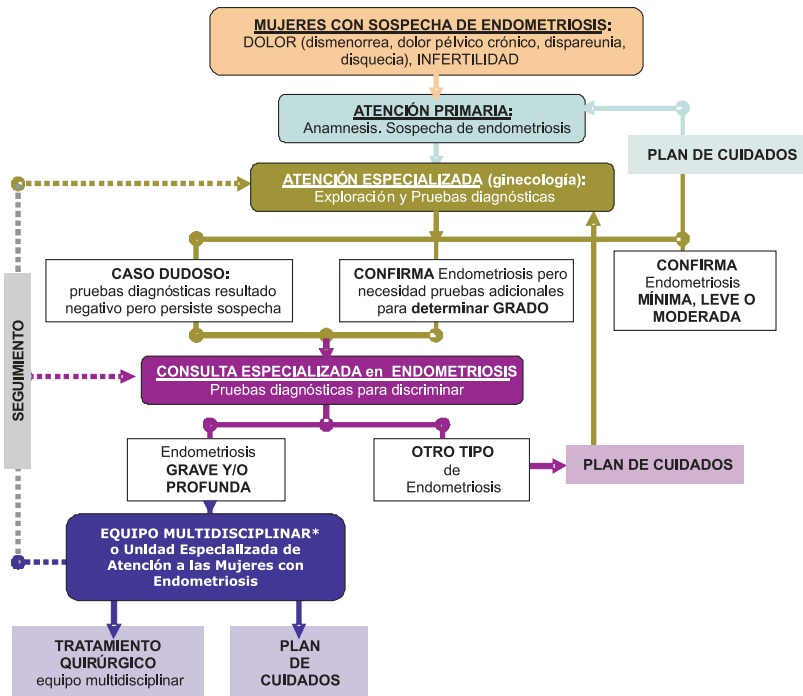 MUJERES CON SOSPECHA DE ENDOMETRIOSIS:
DOLOR (dismenorrea, dolor pélvico crónico, dispareunia,
disquecia), INFERTILIDAD
ATENCIÓN PRIMARIA:
Anamnesis. Sospecha de endometriosis
PLAN DE CUIDADOS
ATENCIÓN ESPECIALIZADA (ginecología):
Exploración y Pruebas diagnósticas
CASO DUDOSO:
pruebas diagnósticas resultado
negativo pero persiste sospecha
CONFIRMA Endometriosis pero
necesidad pruebas adicionales
para determinar GRADO
CONFIRMA
Endometriosis
MÍNIMA, LEVE O
MODERADA
SEGUIMIENTO
CONSULTA ESPECIALIZADA en ENDOMETRIOSIS
Pruebas diagnósticas para discriminar
Endometriosis
GRAVE Y/O
PROFUNDA
OTRO TIPO
de
Endometriosis
PLAN DE CUIDADOS
EQUIPO MULTIDISCIPLINAR*
o Unidad Especializada de
Atención a las Mujeres con
Endometriosis
TRATAMIENTO
QUIRÚRGICO
equipo multidisciplinar
PLAN
DE
CUIDADOS